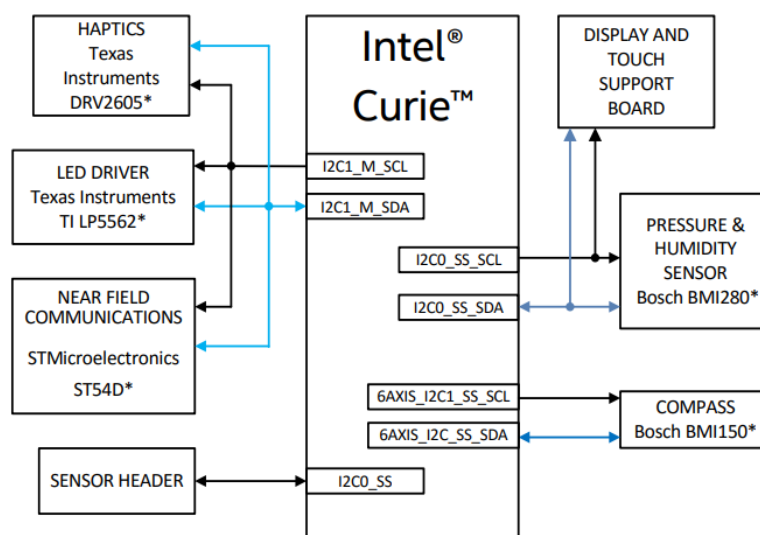 HAPTICS
Texas
Instruments
DRV2605*
LED DRIVER
Texas Instruments
TI LP5562*
NEAR FIELD
COMMUNICATIONS
STMicroelectronics
ST54D*
SENSOR HEADER
Intel®
Curie™
I2C1_M_SCL
I2C1_M_SDA
I2C0_SS_SCL
I2C0_SS_SDA
6AXIS_I2C1_SS_SCL
6AXIS_I2C_SS_SDA
I2C0_SS
DISPLAY AND
TOUCH
SUPPORT
BOARD
PRESSURE &
HUMIDITY
SENSOR
Bosch BMI280*
COMPASS
Bosch BMI150*